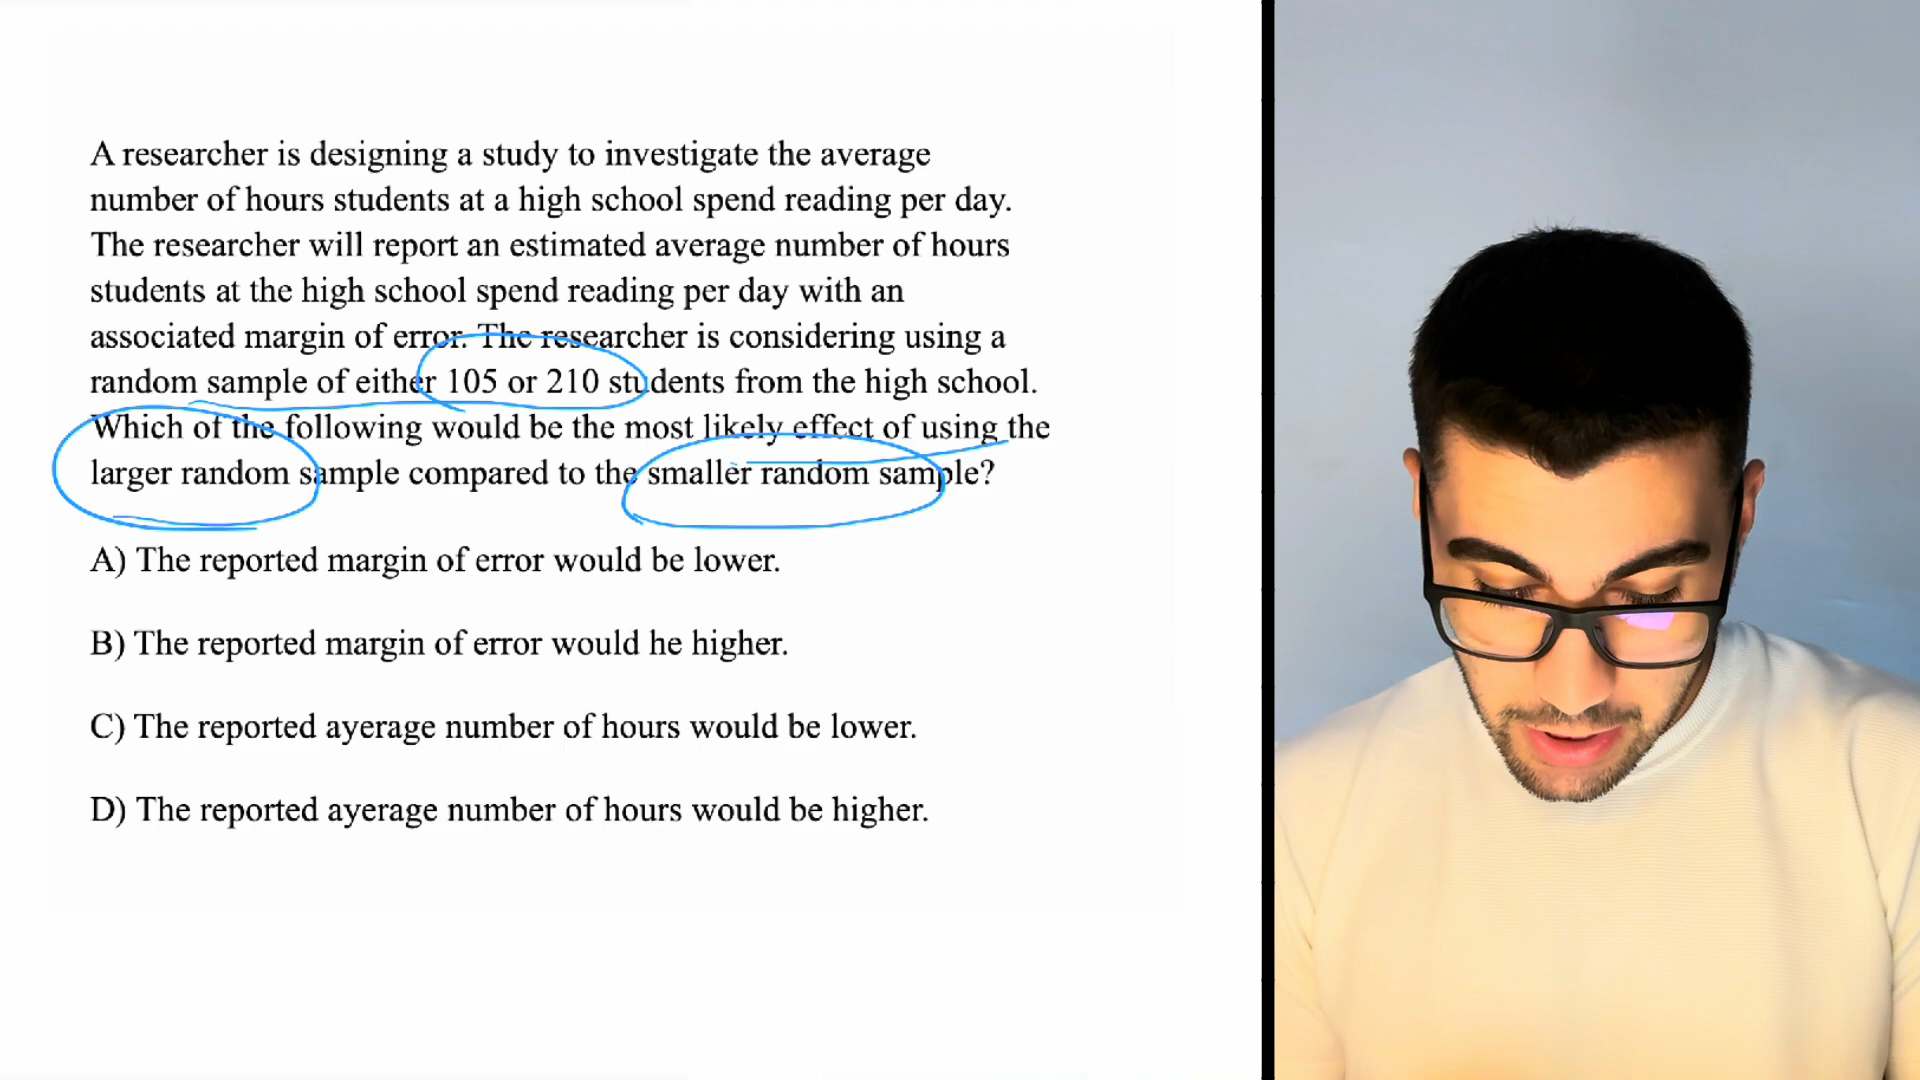 A researcher is designing a study to investigate the average
number of hours students at a high school spend reading per day.
The researcher will report an estimated average number of hours
students at the high school spend reading per day with an
associated margin of error. The researcher is considering using a
random sample of either 105 or 210 students from the high school.
Which of the following would be the most likely effect of using the
larger random sample compared to the smaller random sample?
A) The reported margin of error would be lower.
B) The reported margin of error would he higher.
C) The reported ayerage number of hours would be lower.
D) The reported ayerage number of hours would be higher.